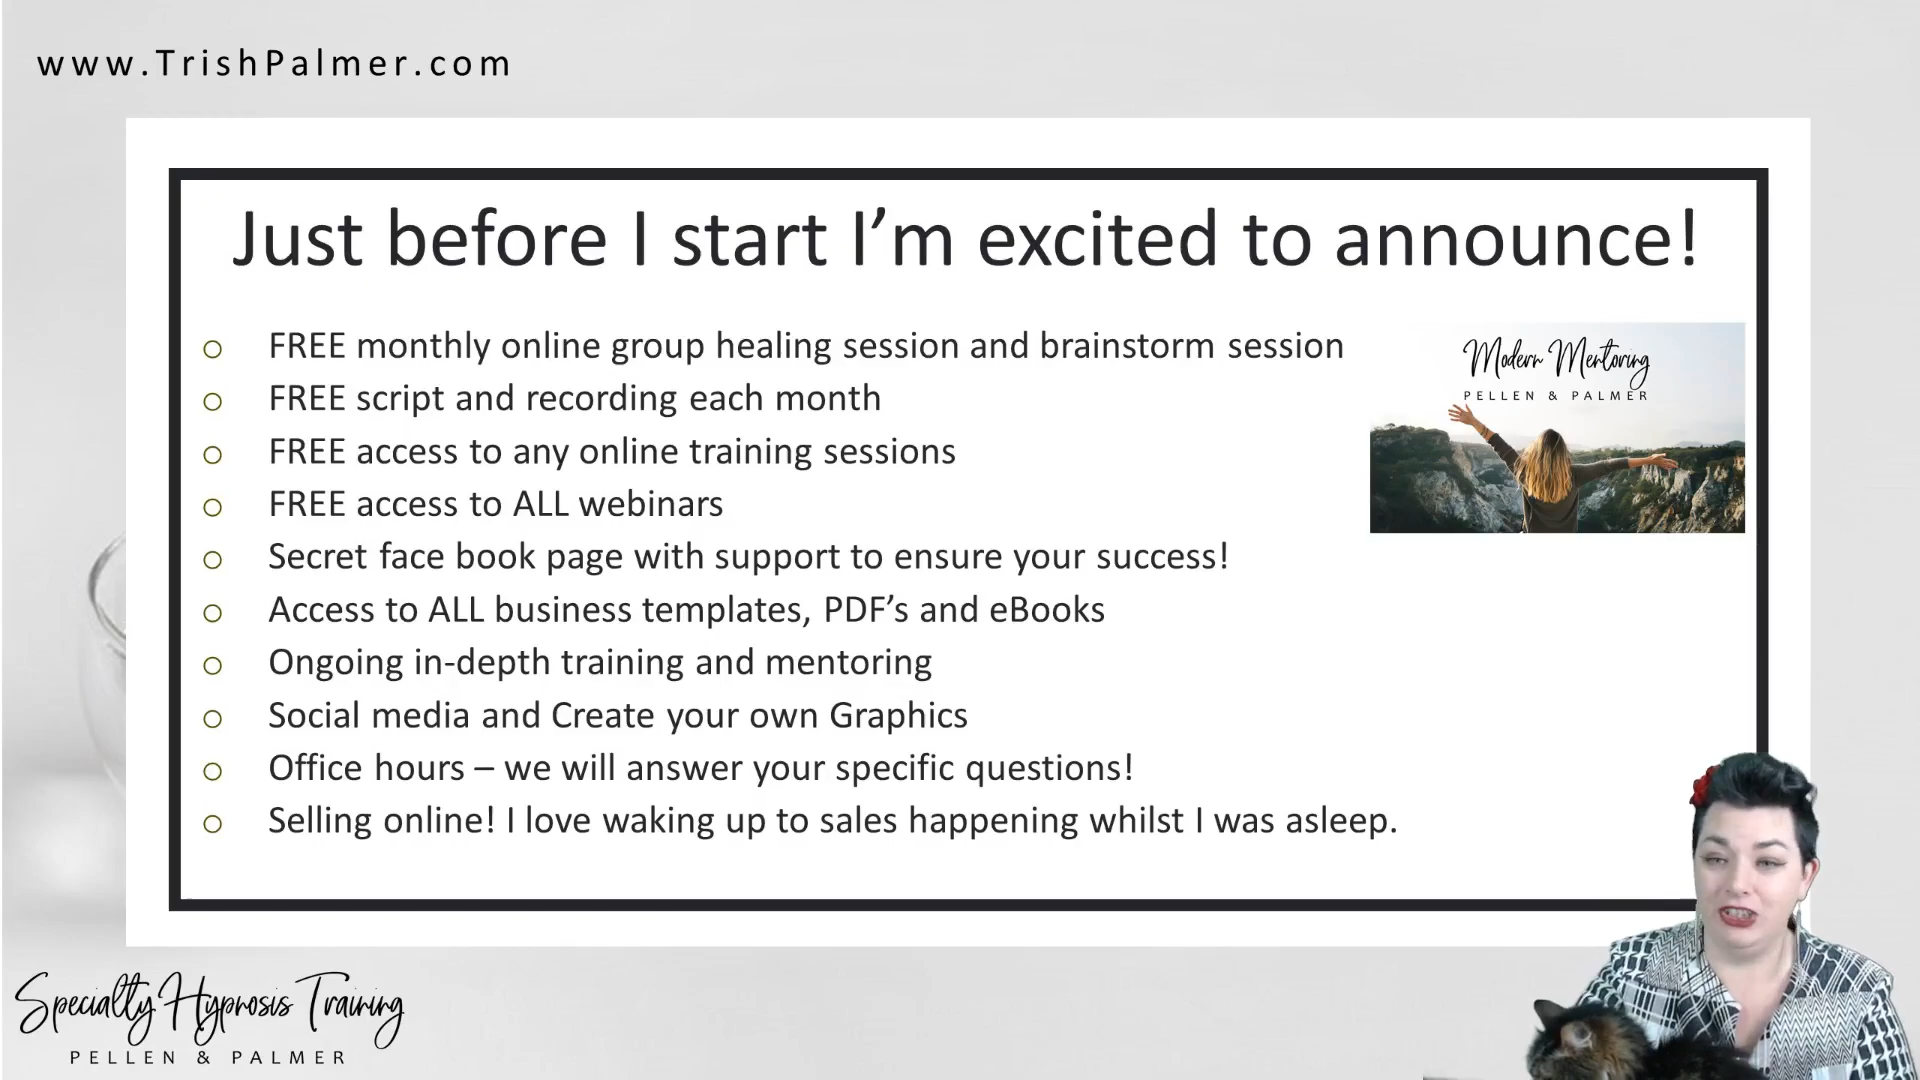 www.TrishPalmer.com
Just before I start I’m excited to announce!
FREE monthly online group healing session and brainstorm session
FREE script and recording each month
FREE access to any online training sessions
FREE access to ALL webinars
Secret face book page with support to ensure your success!
Access to ALL business templates, PDF’s and eBooks
Ongoing in-depth training and mentoring
Social media and Create your own Graphics
Office hours – we will answer your specific questions!
Selling online! I love waking up to sales happening whilst I was asleep.
Modern Mentoring
PELLEN & PALMER
Specialty Hypnosis Training
PELLEN & PALMER